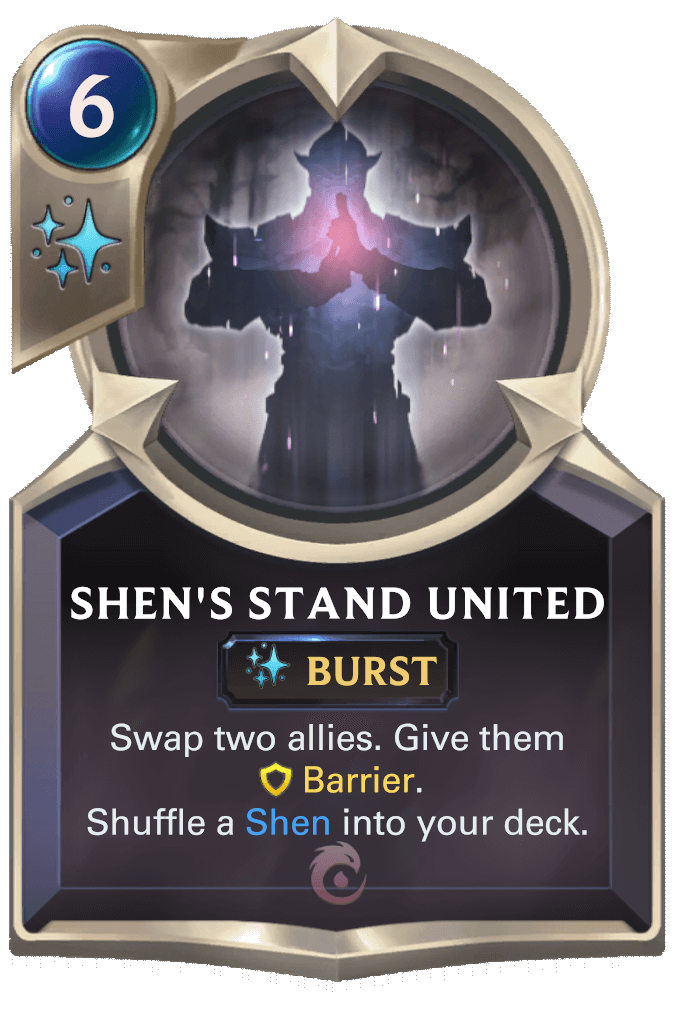 6
SHEN'S STAND UNITED
BURST
Swap two allies. Give them
Barrier.
Shuffle a Shen into your deck.